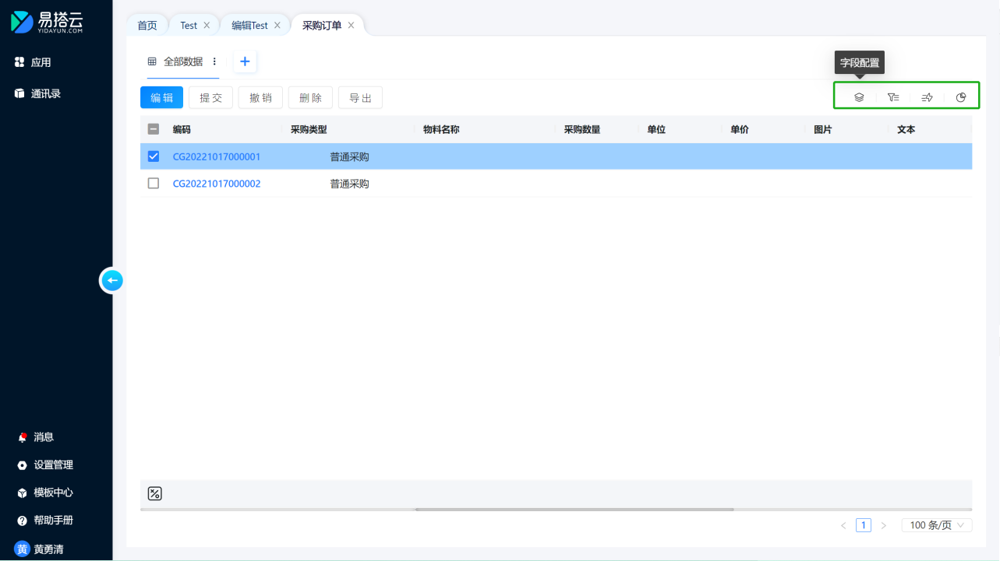 易搭云
YIDAYUN.COM
应用
通讯录
消息
设置管理
模板中心
帮助手册
黄 黄勇清
首页 Test 编辑Test 采购订单
全部数据
字段配置
编 辑 提 交 撤 销 删 除 导 出
编码 采购类型 物料名称 采购数量 单位 单价 图片 文本
CG20221017000001 普通采购
CG20221017000002 普通采购
1 100 条/页